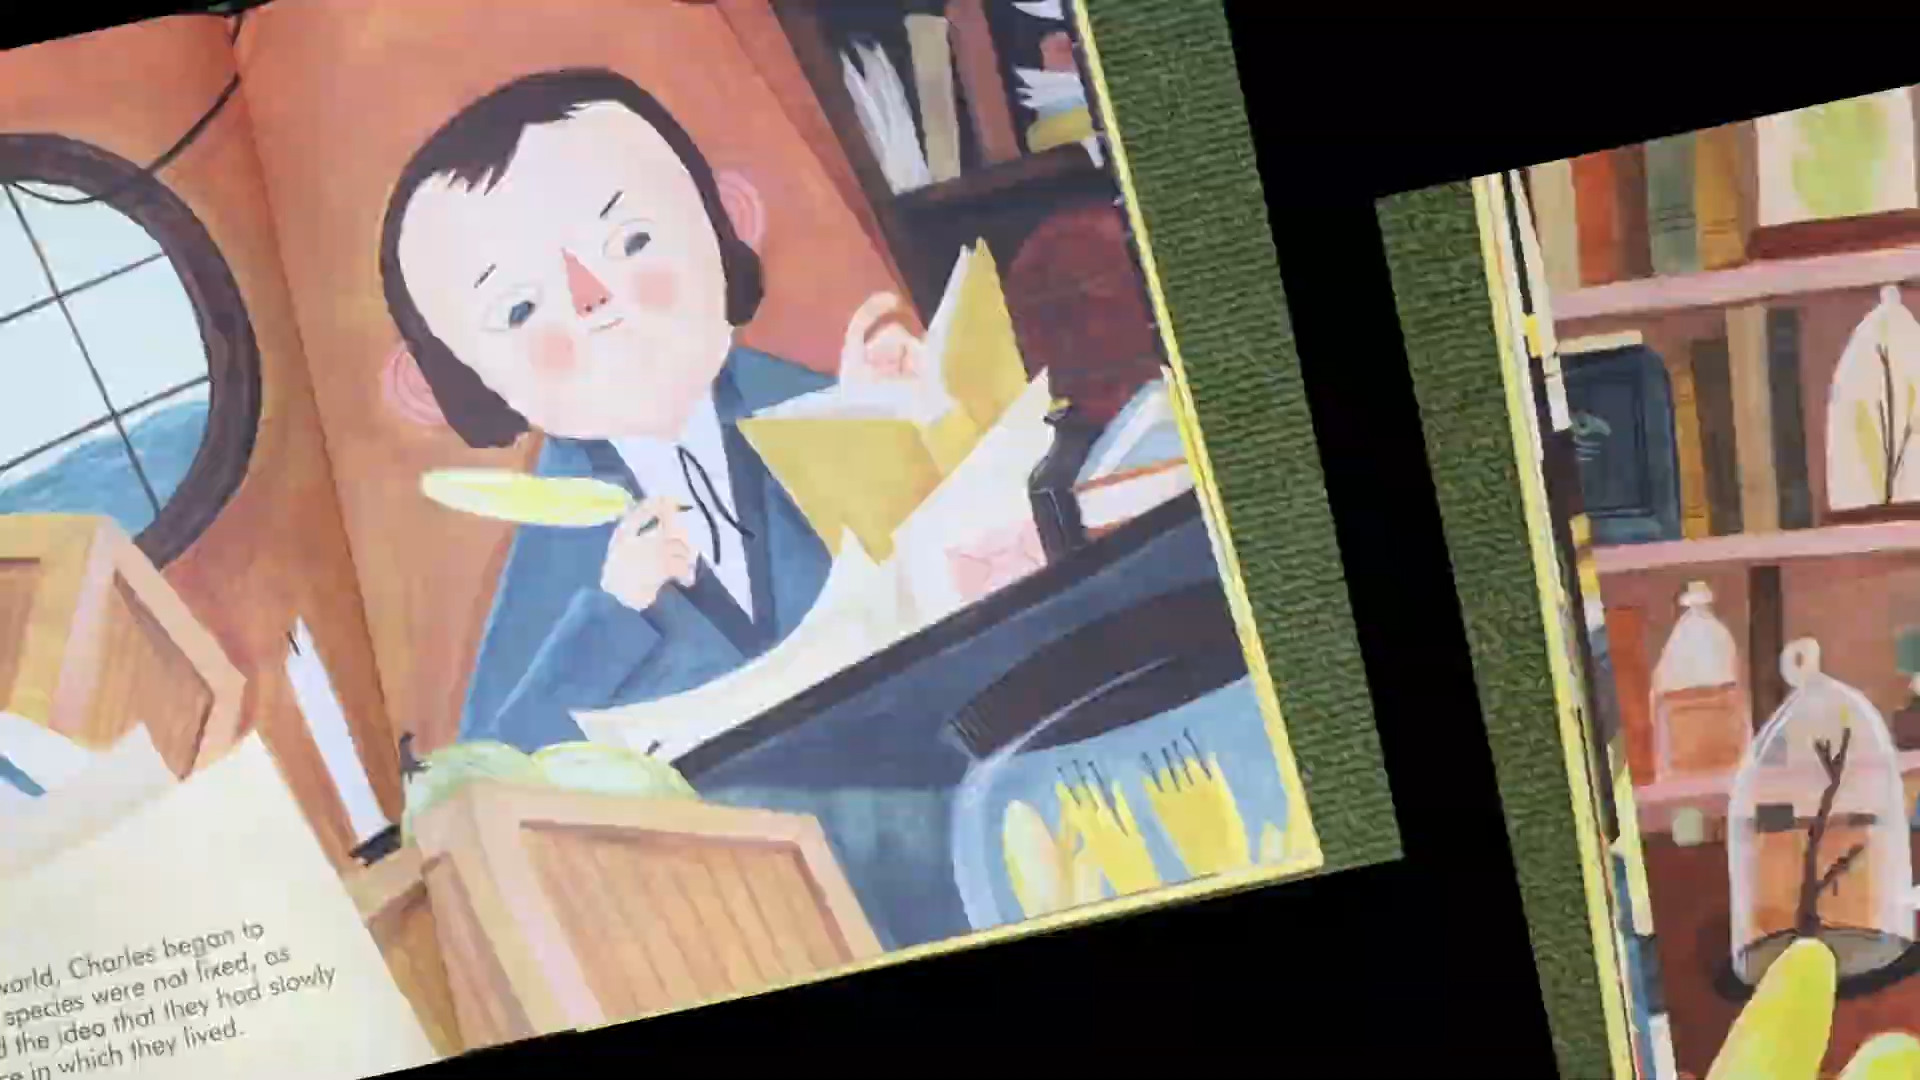 world, Charles began to
species were not fixed, as
the idea that they had slowly
in which they lived.